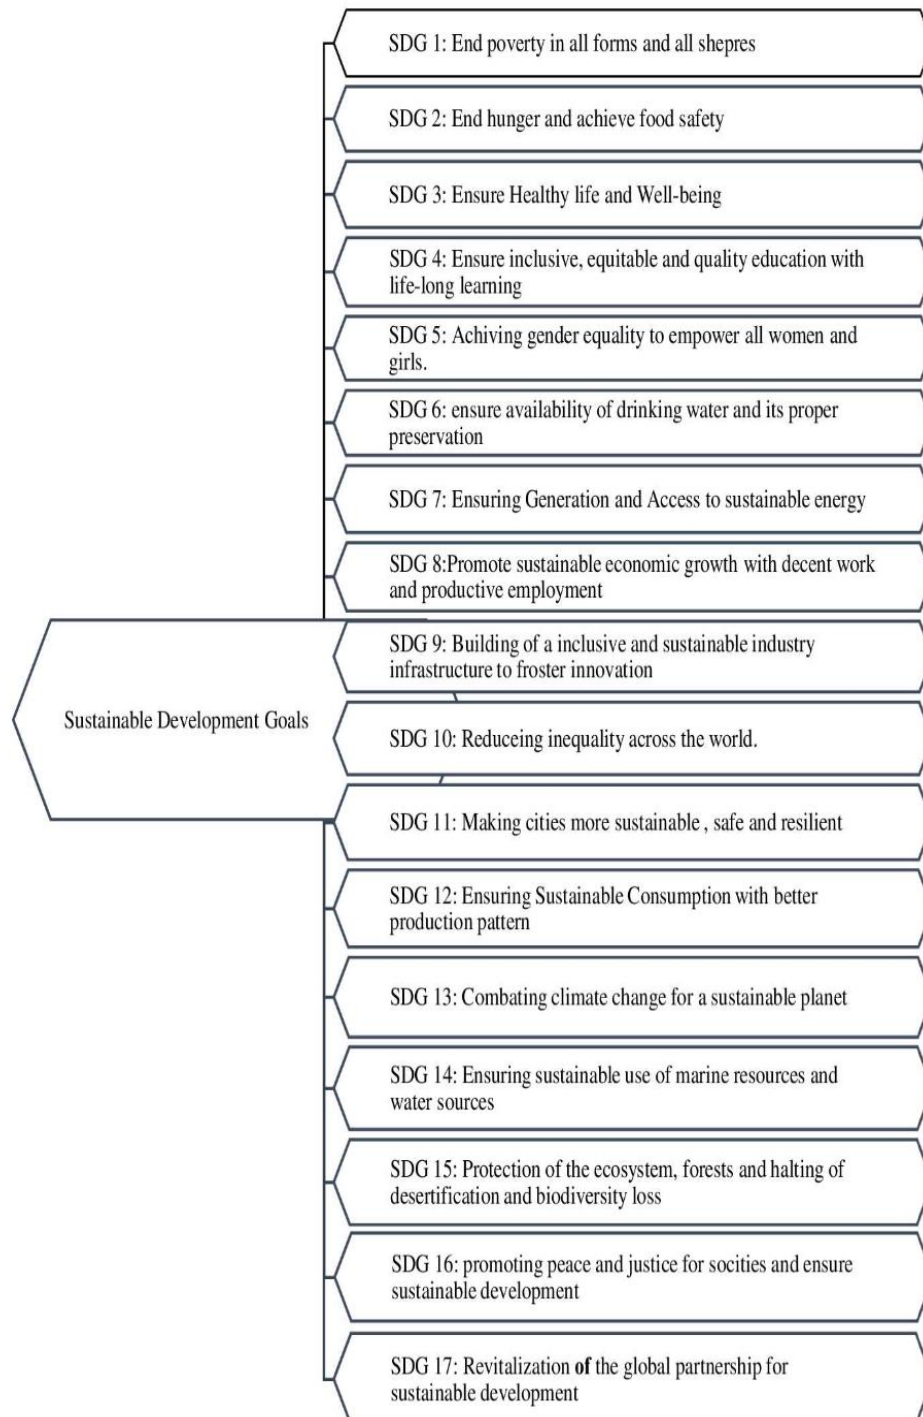 SDG 1: End poverty in all forms and all shepres
SDG 2: End hunger and achieve food safety
SDG 3: Ensure Healthy life and Well-being
SDG 4: Ensure inclusive, equitable and quality education with
life-long learning
SDG 5: Achiving gender equality to empower all women and
girls.
SDG 6: ensure availability of drinking water and its proper
preservation
SDG 7: Ensuring Generation and Access to sustainable energy
SDG 8:Promote sustainable economic growth with decent work
and productive employment
SDG 9: Building of a inclusive and sustainable industry
infrastructure to froster innovation
Sustainable Development Goals
SDG 10: Reduceing inequality across the world.
SDG 11: Making cities more sustainable , safe and resilient
SDG 12: Ensuring Sustainable Consumption with better
production pattern
SDG 13: Combating climate change for a sustainable planet
SDG 14: Ensuring sustainable use of marine resources and
water sources
SDG 15: Protection of the ecosystem, forests and halting of
desertification and biodiversity loss
SDG 16: promoting peace and justice for socities and ensure
sustainable development
SDG 17: Revitalization of the global partnership for
sustainable development